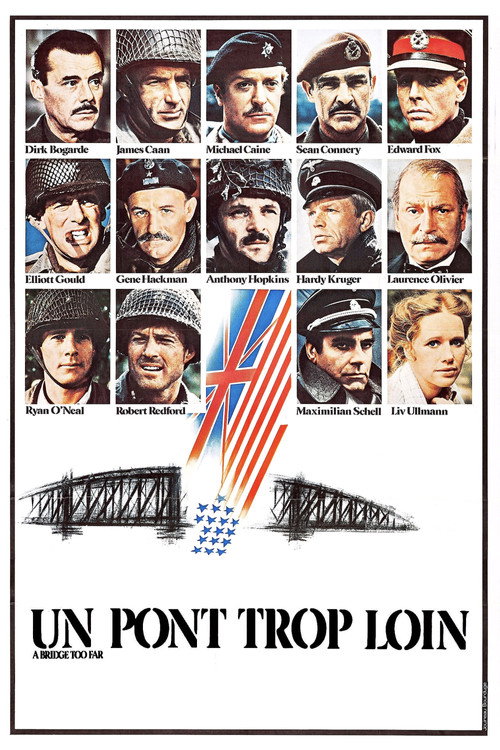 Dirk Bogarde James Caan Michael Caine Sean Connery Edward Fox
Elliott Gould Gene Hackman Anthony Hopkins Hardy Kruger Laurence Olivier
Ryan O'Neal Robert Redford Maximilian Schell Liv Ullmann
UN PONT TROP LOIN
A BRIDGE TOO FAR